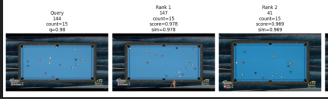 Query
144
count=15
q=0.98
Rank 1
147
count=15
score=0.978
sim=0.978
Rank 2
41
count=15
score=0.969
sim=0.969